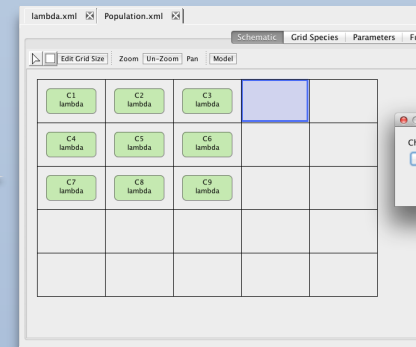 lambda.xml Population.xml
Schematic Grid Species Parameters
Edit Grid Size Zoom Un-Zoom Pan Model
C1 C2 C3
lambda lambda lambda
C4 C5 C6
lambda lambda lambda
C7 C8 C9
lambda lambda lambda